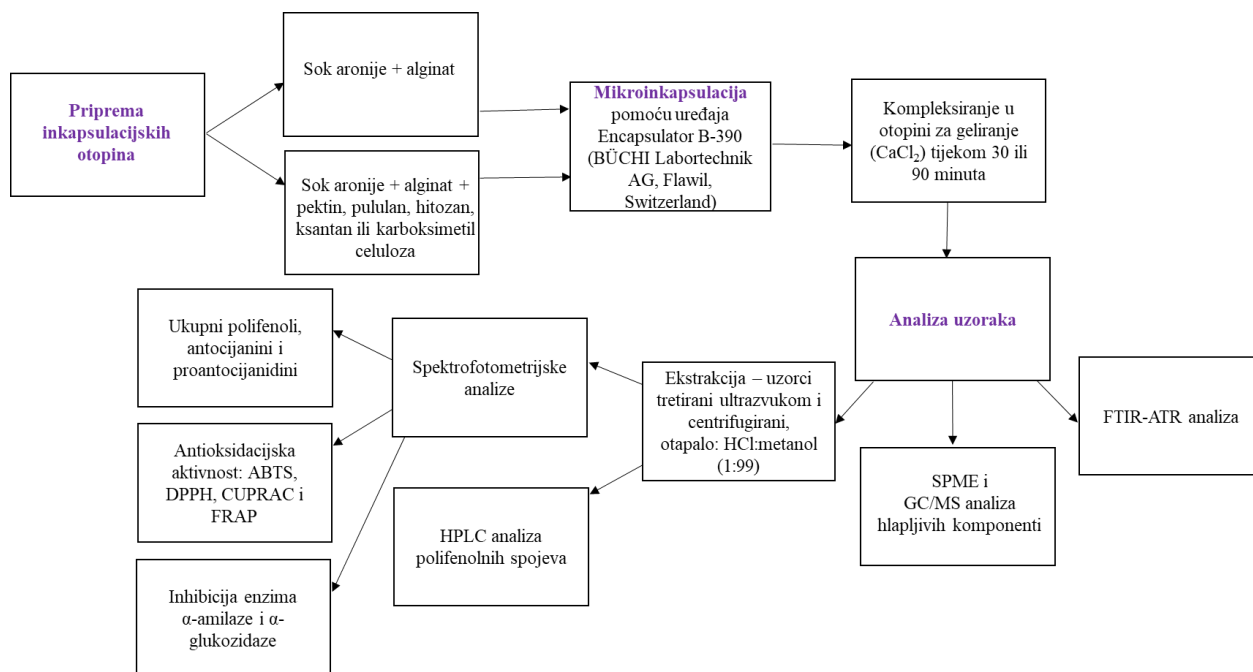 Priprema
inkapsulacijskih
otopina
Sok aronije + alginat
Sok aronije + alginat +
pektin, pululan, hitozan,
ksantan ili karboksimetil
celuloza
Mikroinkapsulacija
pomoću uređaja
Encapsulator B-390
(BÜCHI Labortechnik
AG, Flawil,
Switzerland)
Kompleksiranje u
otopini za geliranje
(CaCl₂) tijekom 30 ili
90 minuta
Analiza uzoraka
FTIR-ATR analiza
SPME i
GC/MS analiza
hlapljivih komponenti
Ekstrakcija – uzorci
tretirani ultrazvukom i
centrifugirani,
otapalo: HCl:metanol
(1:99)
Spektrofotometrijske
analize
HPLC analiza
polifenolnih spojeva
Ukupni polifenoli,
antocijanini i
proantocijanidini
Antioksidacijska
aktivnost: ABTS,
DPPH, CUPRAC i
FRAP
Inhibicija enzima
α-amilaze i α-
glukozidaze